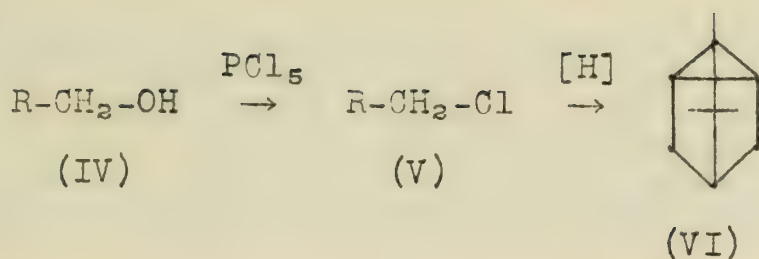 PCl₅ [H]
R-CH₂-OH → R-CH₂-Cl →
(IV) (V)
(VI)